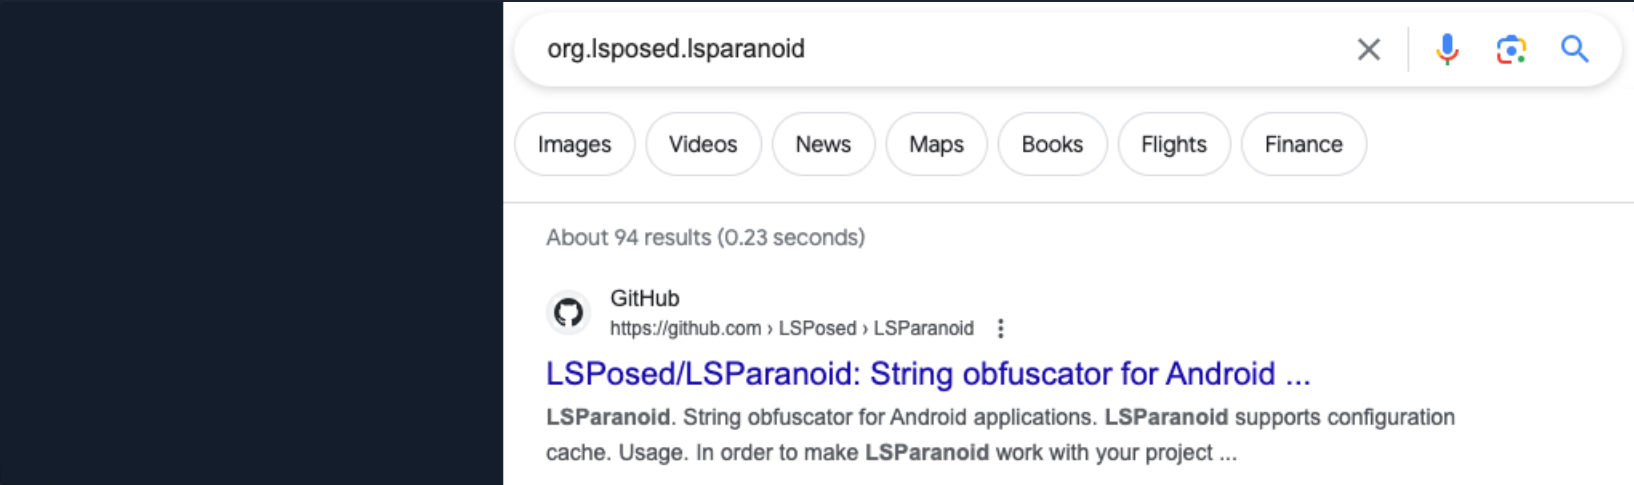 org.lsposed.lsparanoid
Images Videos News Maps Books Flights Finance
About 94 results (0.23 seconds)
GitHub
https://github.com › LSPosed › LSParanoid
LSPosed/LSParanoid: String obfuscator for Android ...
LSParanoid. String obfuscator for Android applications. LSParanoid supports configuration
cache. Usage. In order to make LSParanoid work with your project ...